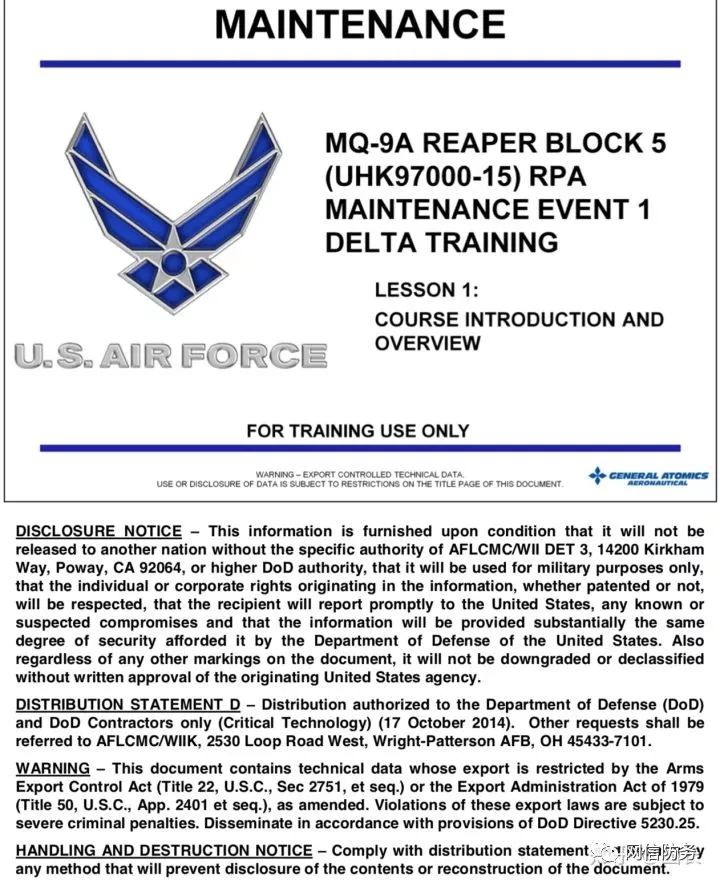 MAINTENANCE
MQ-9A REAPER BLOCK 5
(UHK97000-15) RPA
MAINTENANCE EVENT 1
DELTA TRAINING
LESSON 1:
COURSE INTRODUCTION AND
OVERVIEW
U.S. AIR FORCE
FOR TRAINING USE ONLY
WARNING – EXPORT CONTROLLED TECHNICAL DATA.
USE OR DISCLOSURE OF DATA IS SUBJECT TO RESTRICTIONS ON THE TITLE PAGE OF THIS DOCUMENT.
GENERAL ATOMICS
AERONAUTICAL
DISCLOSURE NOTICE – This information is furnished upon condition that it will not be
released to another nation without the specific authority of AFLCMC/WII DET 3, 14200 Kirkham
Way, Poway, CA 92064, or higher DoD authority, that it will be used for military purposes only,
that the individual or corporate rights originating in the information, whether patented or not,
will be respected, that the recipient will report promptly to the United States, any known or
suspected compromises and that the information will be provided substantially the same
degree of security afforded it by the Department of Defense of the United States. Also
regardless of any other markings on the document, it will not be downgraded or declassified
without written approval of the originating United States agency.
DISTRIBUTION STATEMENT D – Distribution authorized to the Department of Defense (DoD)
and DoD Contractors only (Critical Technology) (17 October 2014). Other requests shall be
referred to AFLCMC/WIIK, 2530 Loop Road West, Wright-Patterson AFB, OH 45433-7101.
WARNING – This document contains technical data whose export is restricted by the Arms
Export Control Act (Title 22, U.S.C., Sec 2751, et seq.) or the Export Administration Act of 1979
(Title 50, U.S.C., App. 2401 et seq.), as amended. Violations of these export laws are subject to
severe criminal penalties. Disseminate in accordance with provisions of DoD Directive 5230.25.
HANDLING AND DESTRUCTION NOTICE – Comply with distribution statement by
any method that will prevent disclosure of the contents or reconstruction of the document.
网信防务